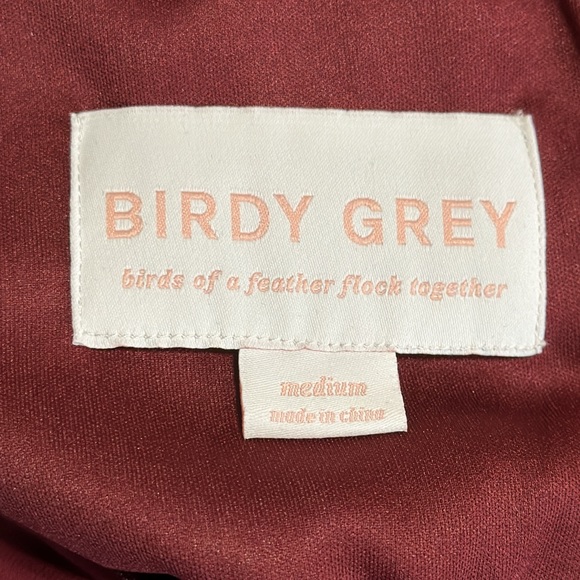 BIRDY GREY
birds of a feather flock together
medium
made in china